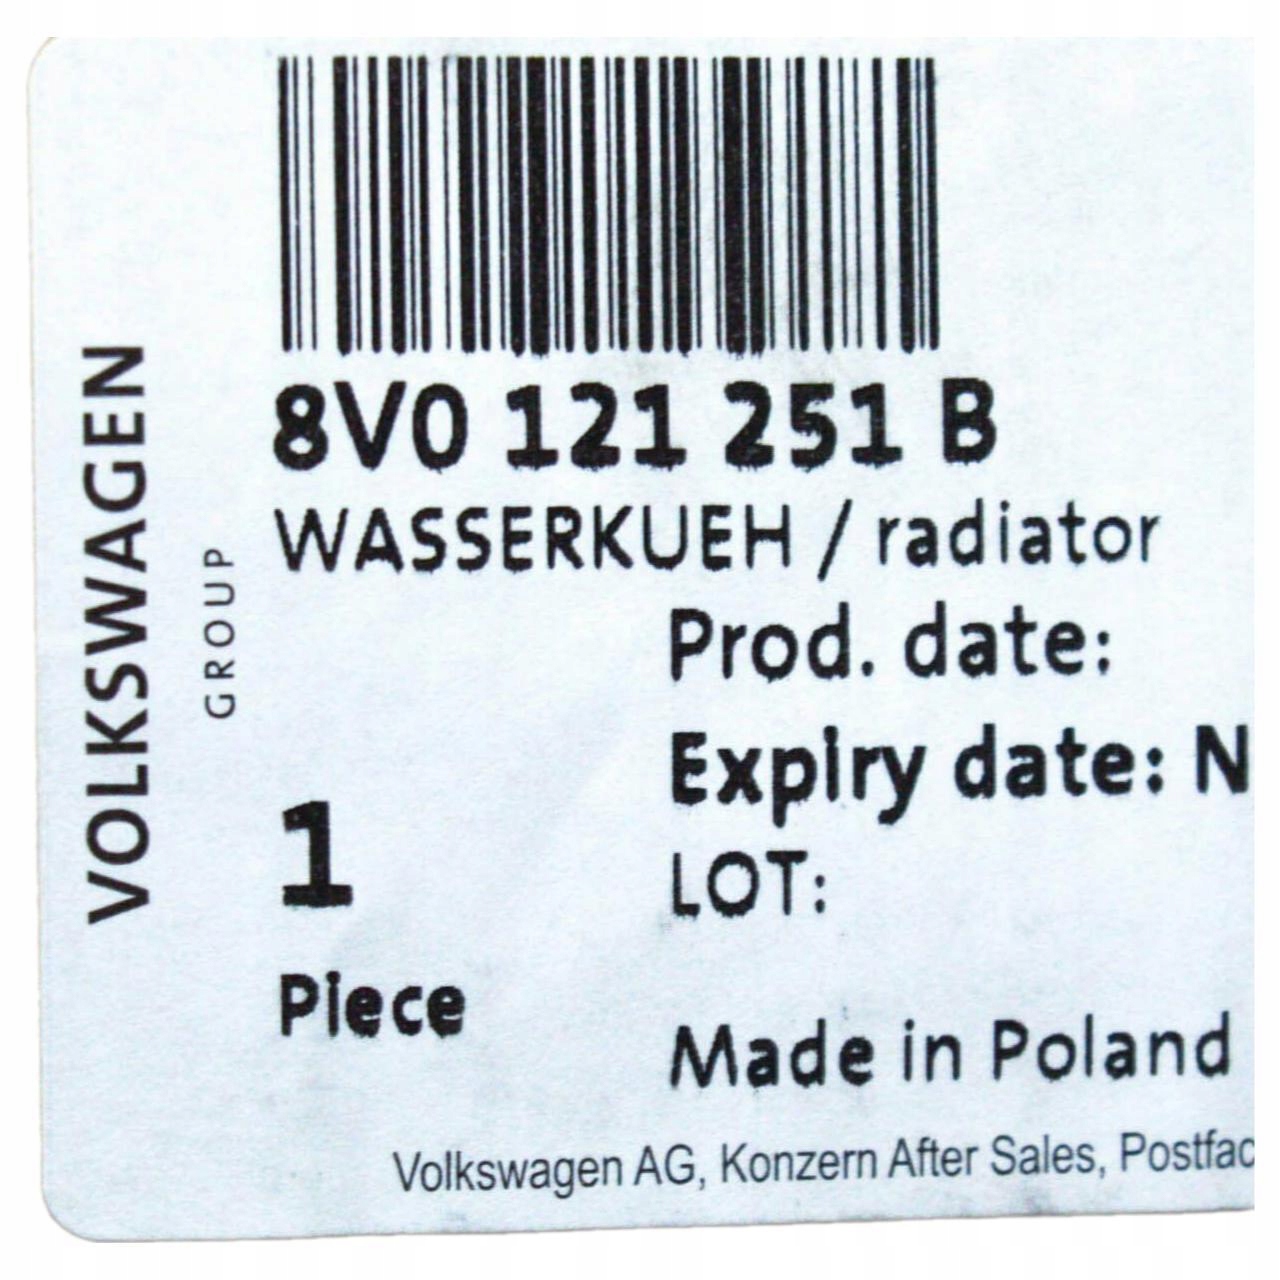 VOLKSWAGEN
GROUP
8V0 121 251 B
WASSERKUEH / radiator
Prod. date:
Expiry date: N
LOT:
1
Piece
Made in Poland
Volkswagen AG, Konzern After Sales, Postfac